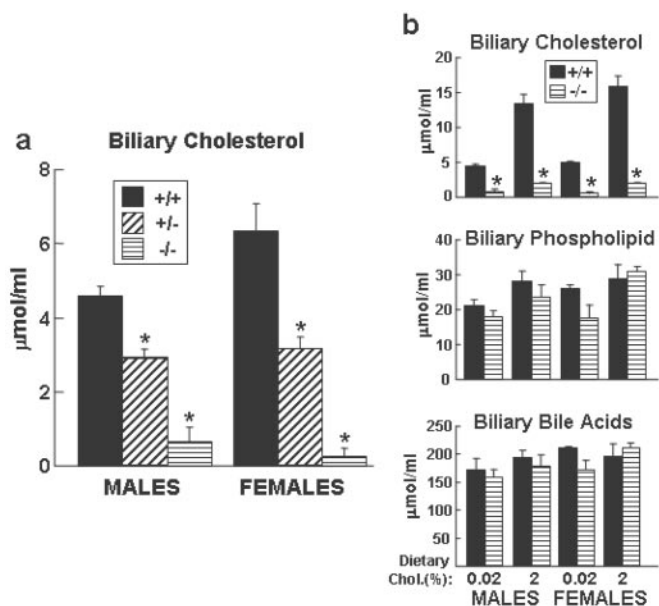 a
Biliary Cholesterol
+/+
+/-
-/-
μmol/ml
8
6
4
2
0
*
*
*
*
MALES
FEMALES
b
Biliary Cholesterol
+/+
-/-
μmol/ml
20
15
10
5
0
*
*
*
*
Biliary Phospholipid
μmol/ml
40
30
20
10
0
Biliary Bile Acids
μmol/ml
250
200
150
100
50
Dietary
Chol.(%): 0.02 2 0.02 2
MALES FEMALES